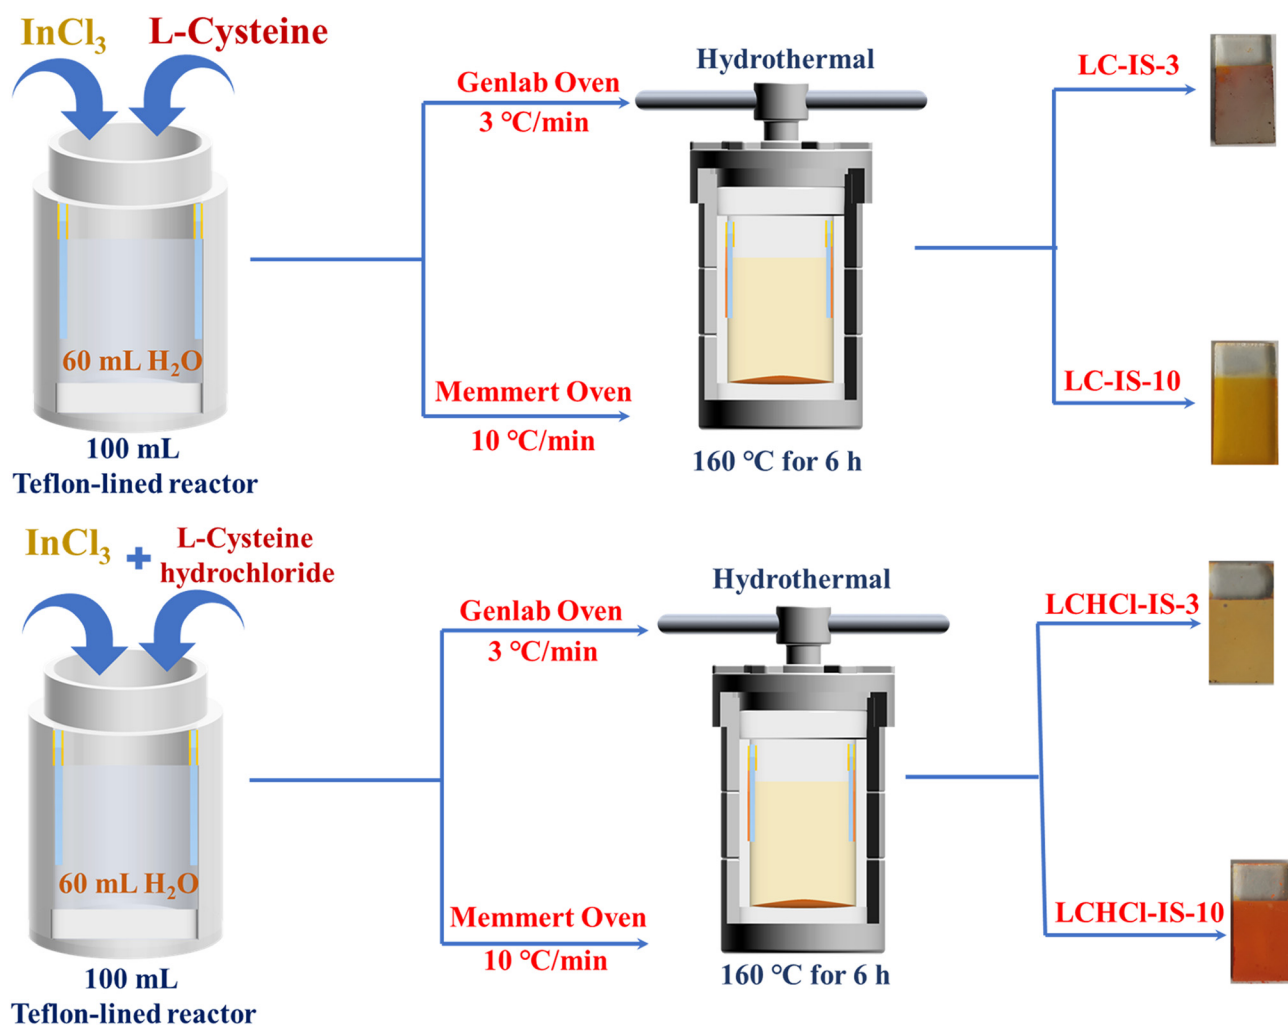 InCl₃
L-Cysteine
60 mL H₂O
100 mL
Teflon-lined reactor
Genlab Oven
3 °C/min
Memmert Oven
10 °C/min
Hydrothermal
160 °C for 6 h
LC-IS-3
LC-IS-10
InCl₃ + L-Cysteine
hydrochloride
60 mL H₂O
100 mL
Teflon-lined reactor
Genlab Oven
3 °C/min
Memmert Oven
10 °C/min
Hydrothermal
160 °C for 6 h
LCHCl-IS-3
LCHCl-IS-10